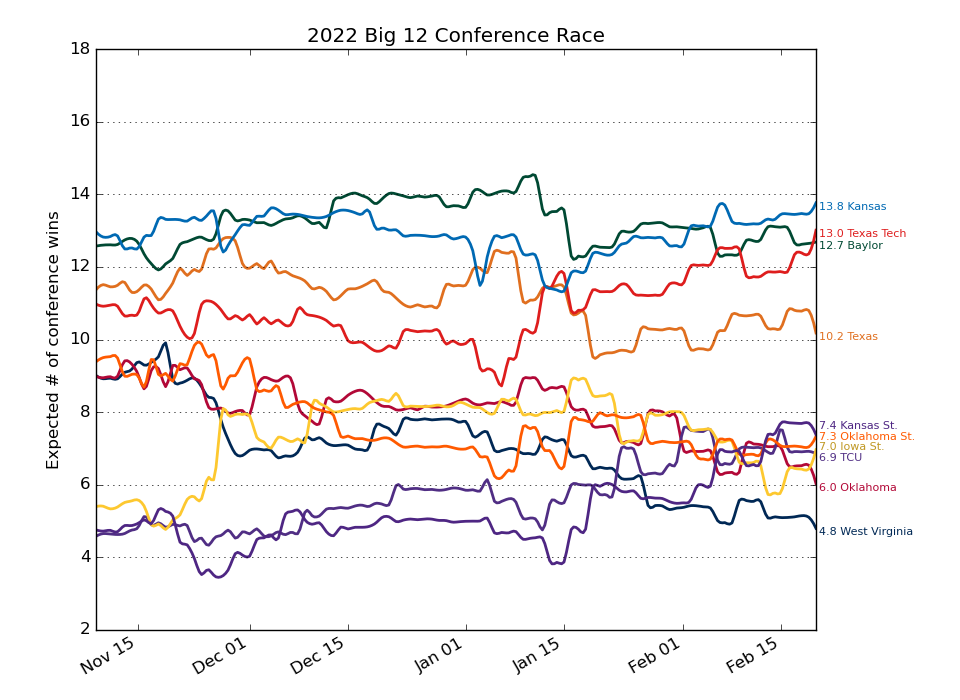 2022 Big 12 Conference Race
Expected # of conference wins
18
16
14
12
10
8
6
4
2
Nov 15
Dec 01
Dec 15
Jan 01
Jan 15
Feb 01
Feb 15
13.8 Kansas
13.0 Texas Tech
12.7 Baylor
10.2 Texas
7.4 Kansas St.
7.3 Oklahoma St.
7.0 Iowa St.
6.9 TCU
6.0 Oklahoma
4.8 West Virginia